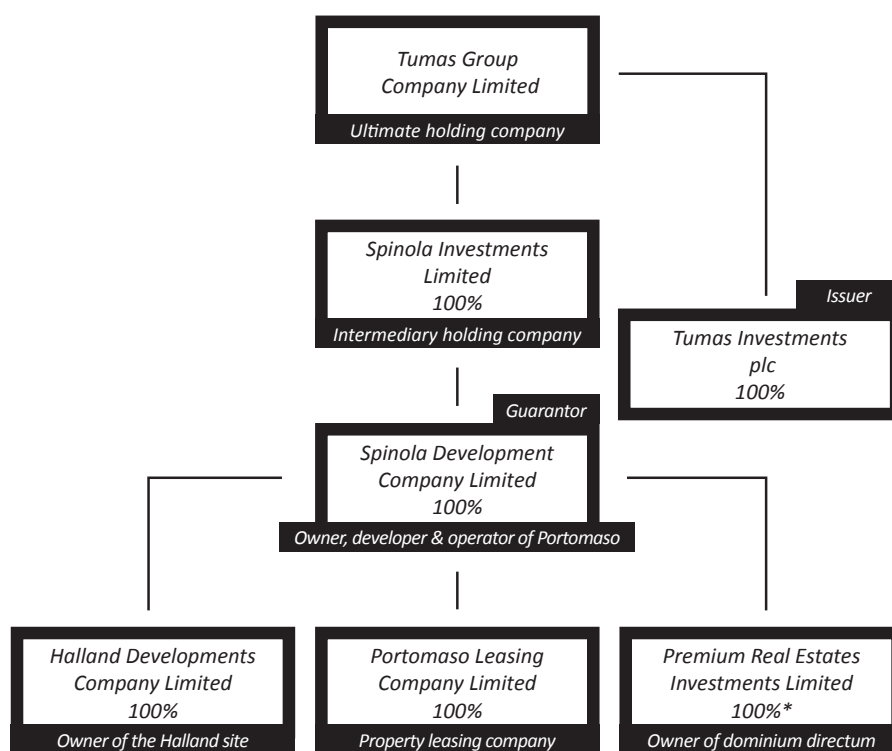 Tumas Group
Company Limited
Ultimate holding company
Spinola Investments
Limited
100%
Intermediary holding company
Issuer
Tumas Investments
plc
100%
Guarantor
Spinola Development
Company Limited
100%
Owner, developer & operator of Portomaso
Halland Developments
Company Limited
100%
Owner of the Halland site
Portomaso Leasing
Company Limited
100%
Property leasing company
Premium Real Estates
Investments Limited
100%*
Owner of dominium directum